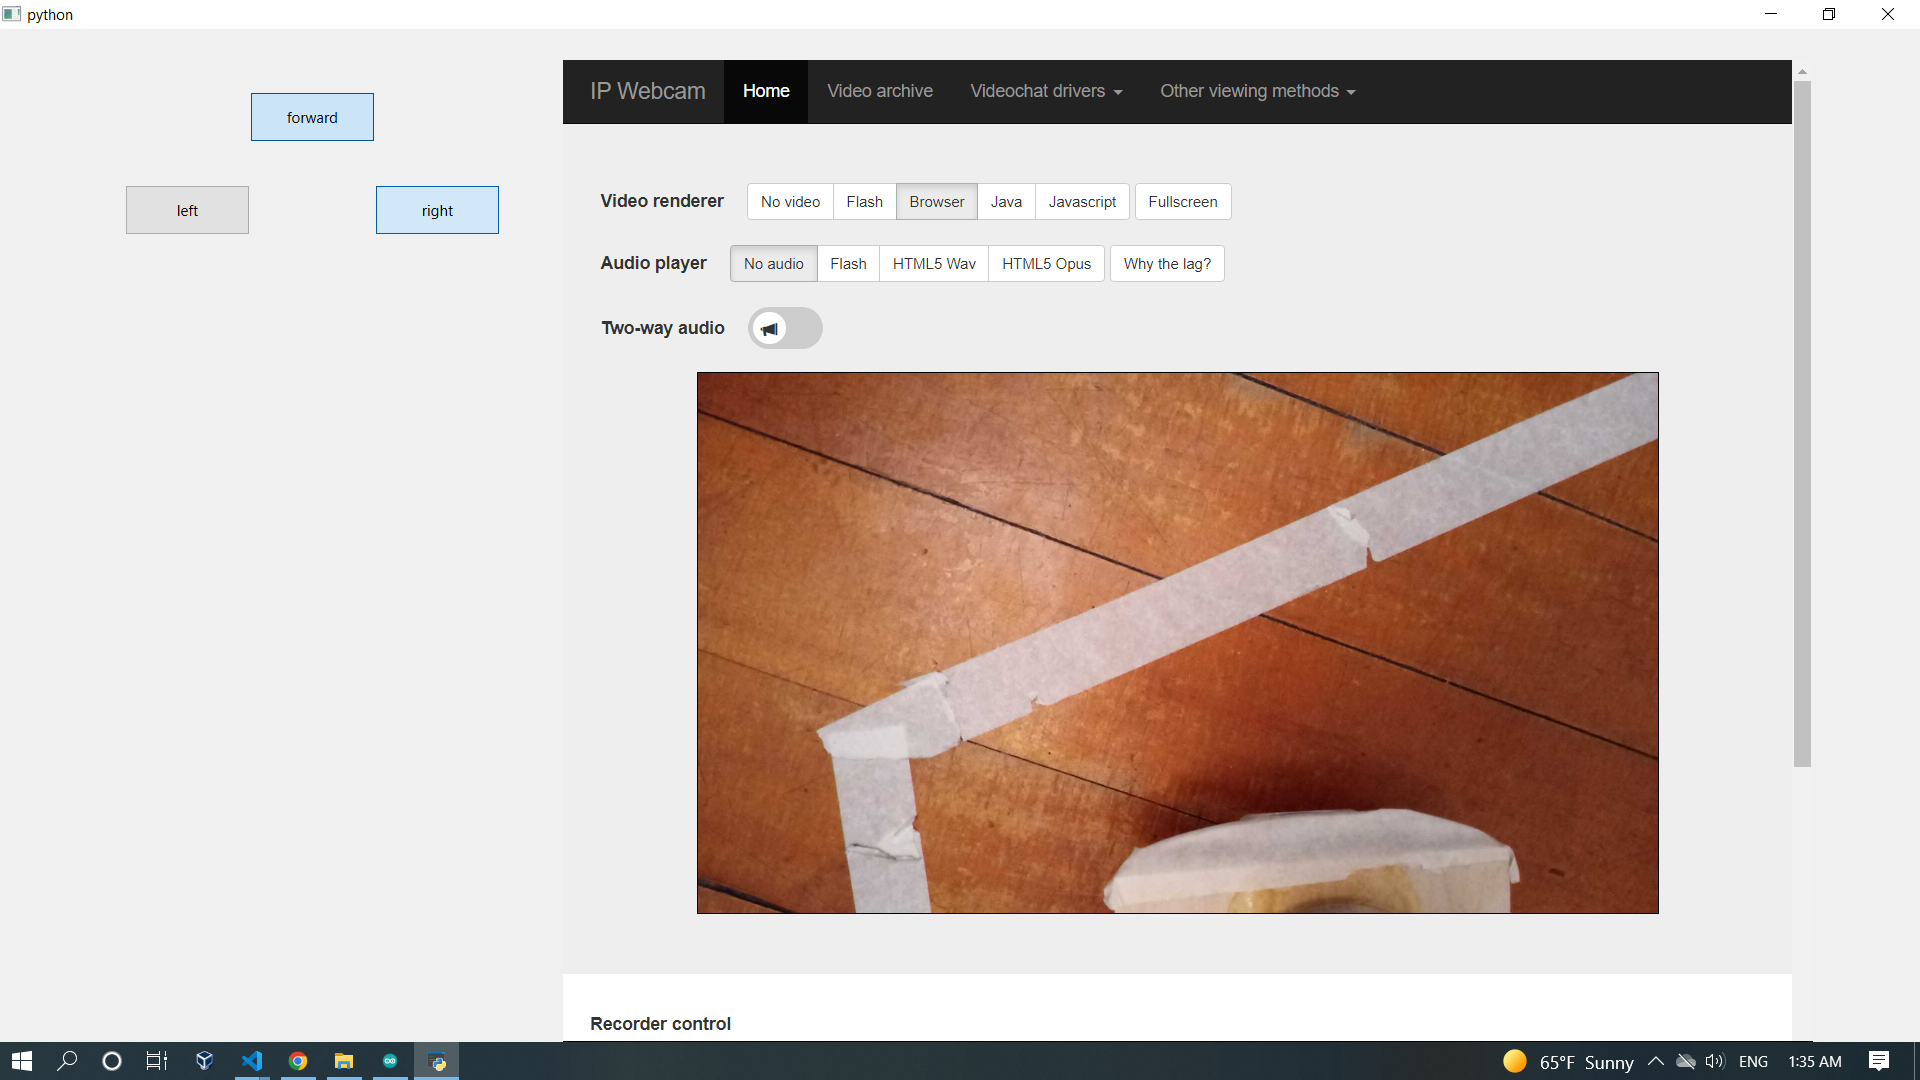 python
forward
left
right
IP Webcam Home Video archive Videochat drivers Other viewing methods
Video renderer No video Flash Browser Java Javascript Fullscreen
Audio player No audio Flash HTML5 Wav HTML5 Opus Why the lag?
Two-way audio
Recorder control
65°F Sunny ENG 1:35 AM